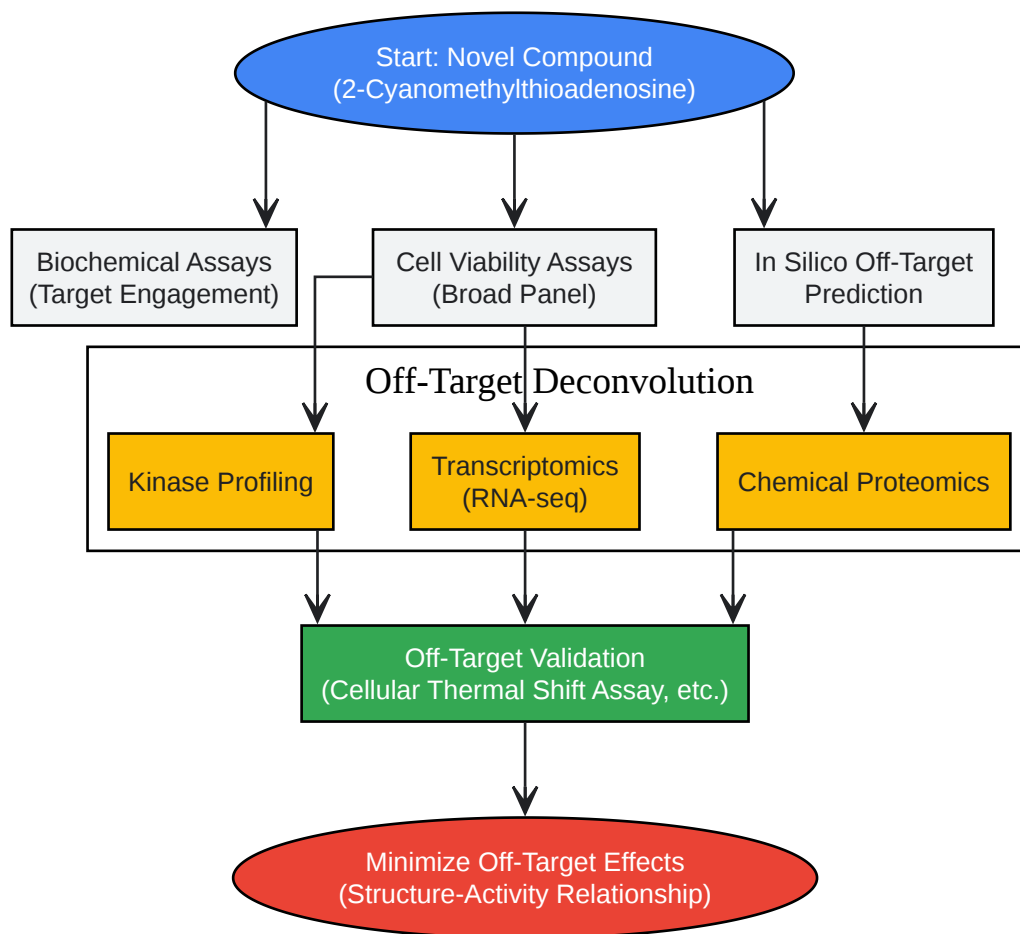 Start: Novel Compound
(2-Cyanomethylthioadenosine)
Biochemical Assays
(Target Engagement)
Cell Viability Assays
(Broad Panel)
In Silico Off-Target
Prediction
Off-Target Deconvolution
Kinase Profiling
Transcriptomics
(RNA-seq)
Chemical Proteomics
Off-Target Validation
(Cellular Thermal Shift Assay, etc.)
Minimize Off-Target Effects
(Structure-Activity Relationship)